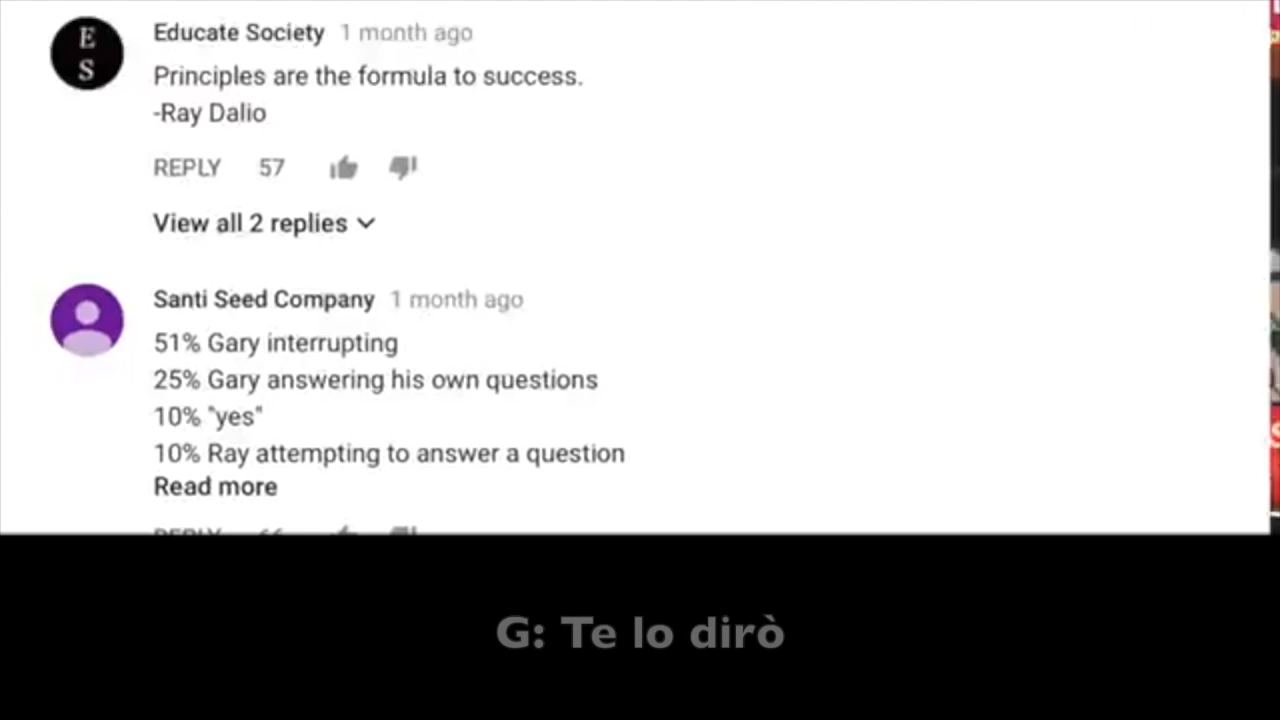 E
S
Educate Society 1 month ago
Principles are the formula to success.
-Ray Dalio
REPLY 57
View all 2 replies
Santi Seed Company 1 month ago
51% Gary interrupting
25% Gary answering his own questions
10% "yes"
10% Ray attempting to answer a question
Read more
REPLY 66
G: Te lo dirò